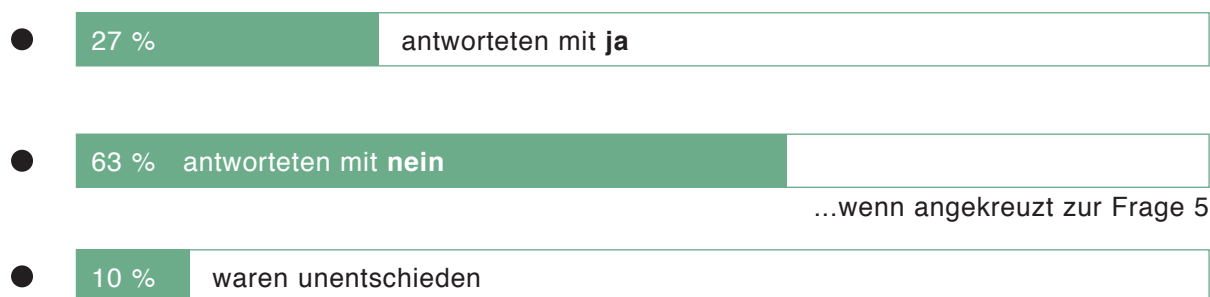 27 % antworteten mit ja
63 % antworteten mit nein
...wenn angekreuzt zur Frage 5
10 % waren unentschieden